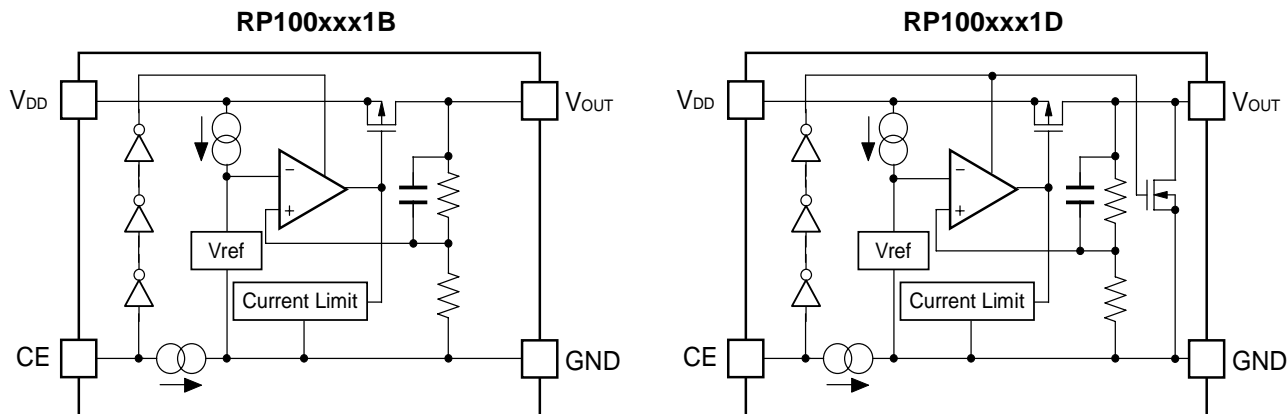 RP100xxx1B
VDD
VOUT
−
+
Vref
Current Limit
CE
GND
RP100xxx1D
VDD
VOUT
−
+
Vref
Current Limit
CE
GND